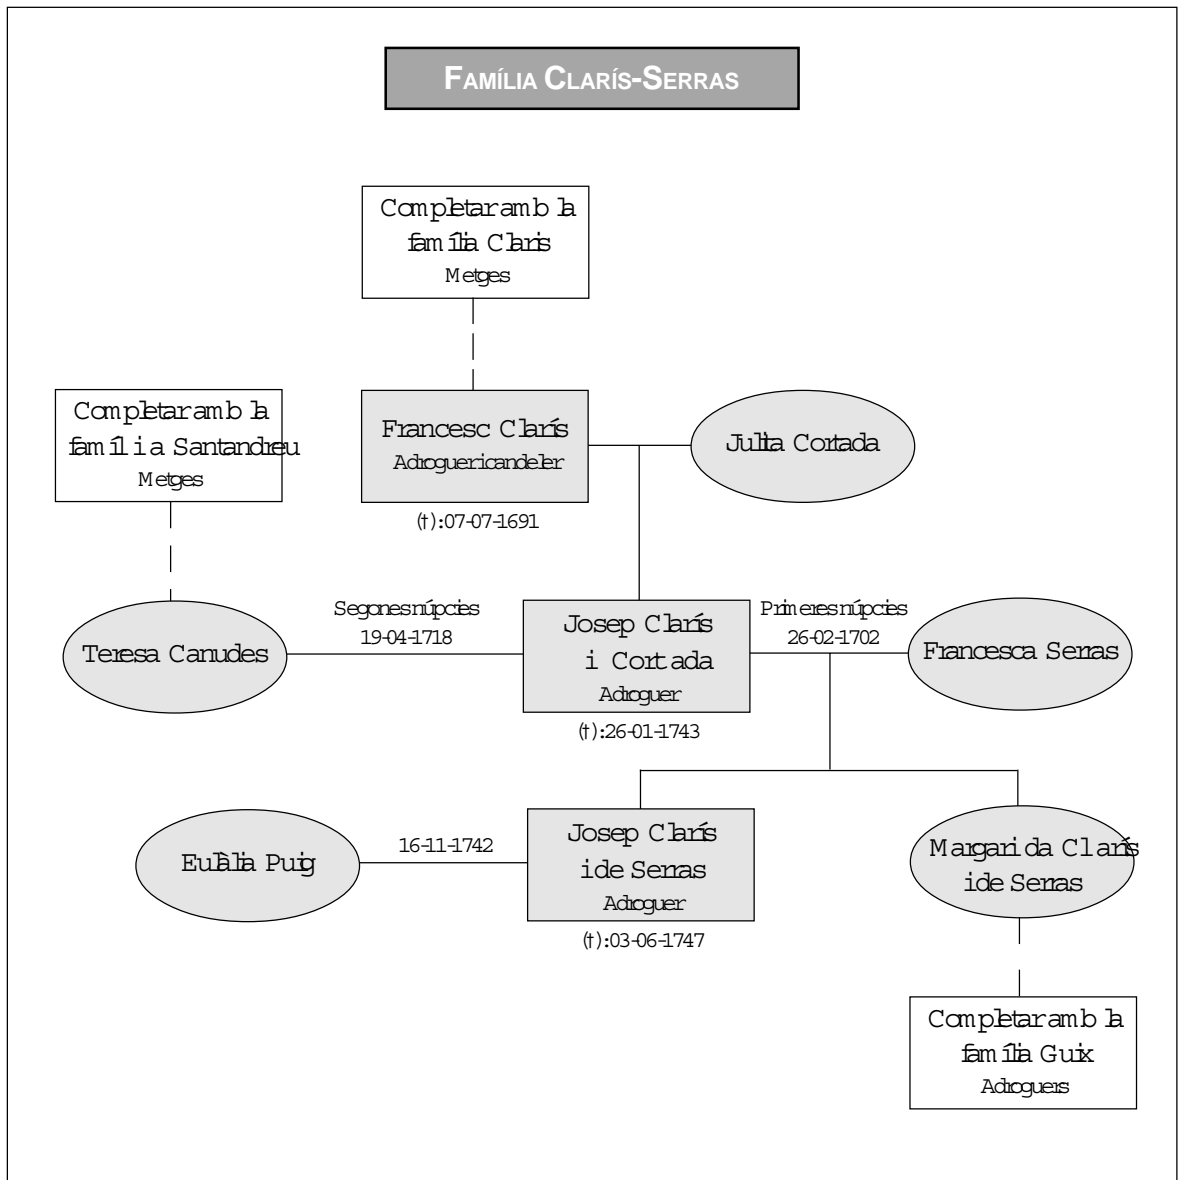 FAMÍLIA CLARÍS-SERRAS
Completar amb la
família Claris
Metges
Completar amb la
família Santandreu
Metges
Francesc Clarís
Adroguer i candeler
(†): 07-07-1691
Julita Cortada
Teresa Canudes
Segones núpcies
19-04-1718
Josep Clarís
i Cortada
Adroguer
(†): 26-01-1743
Primeres núpcies
26-02-1702
Francesca Serras
Eulàlia Puig
16-11-1742
Josep Clarís
i de Serras
Adroguer
(†): 03-06-1747
Margarida Clarís
i de Serras
Completar amb la
família Guix
Adroguers